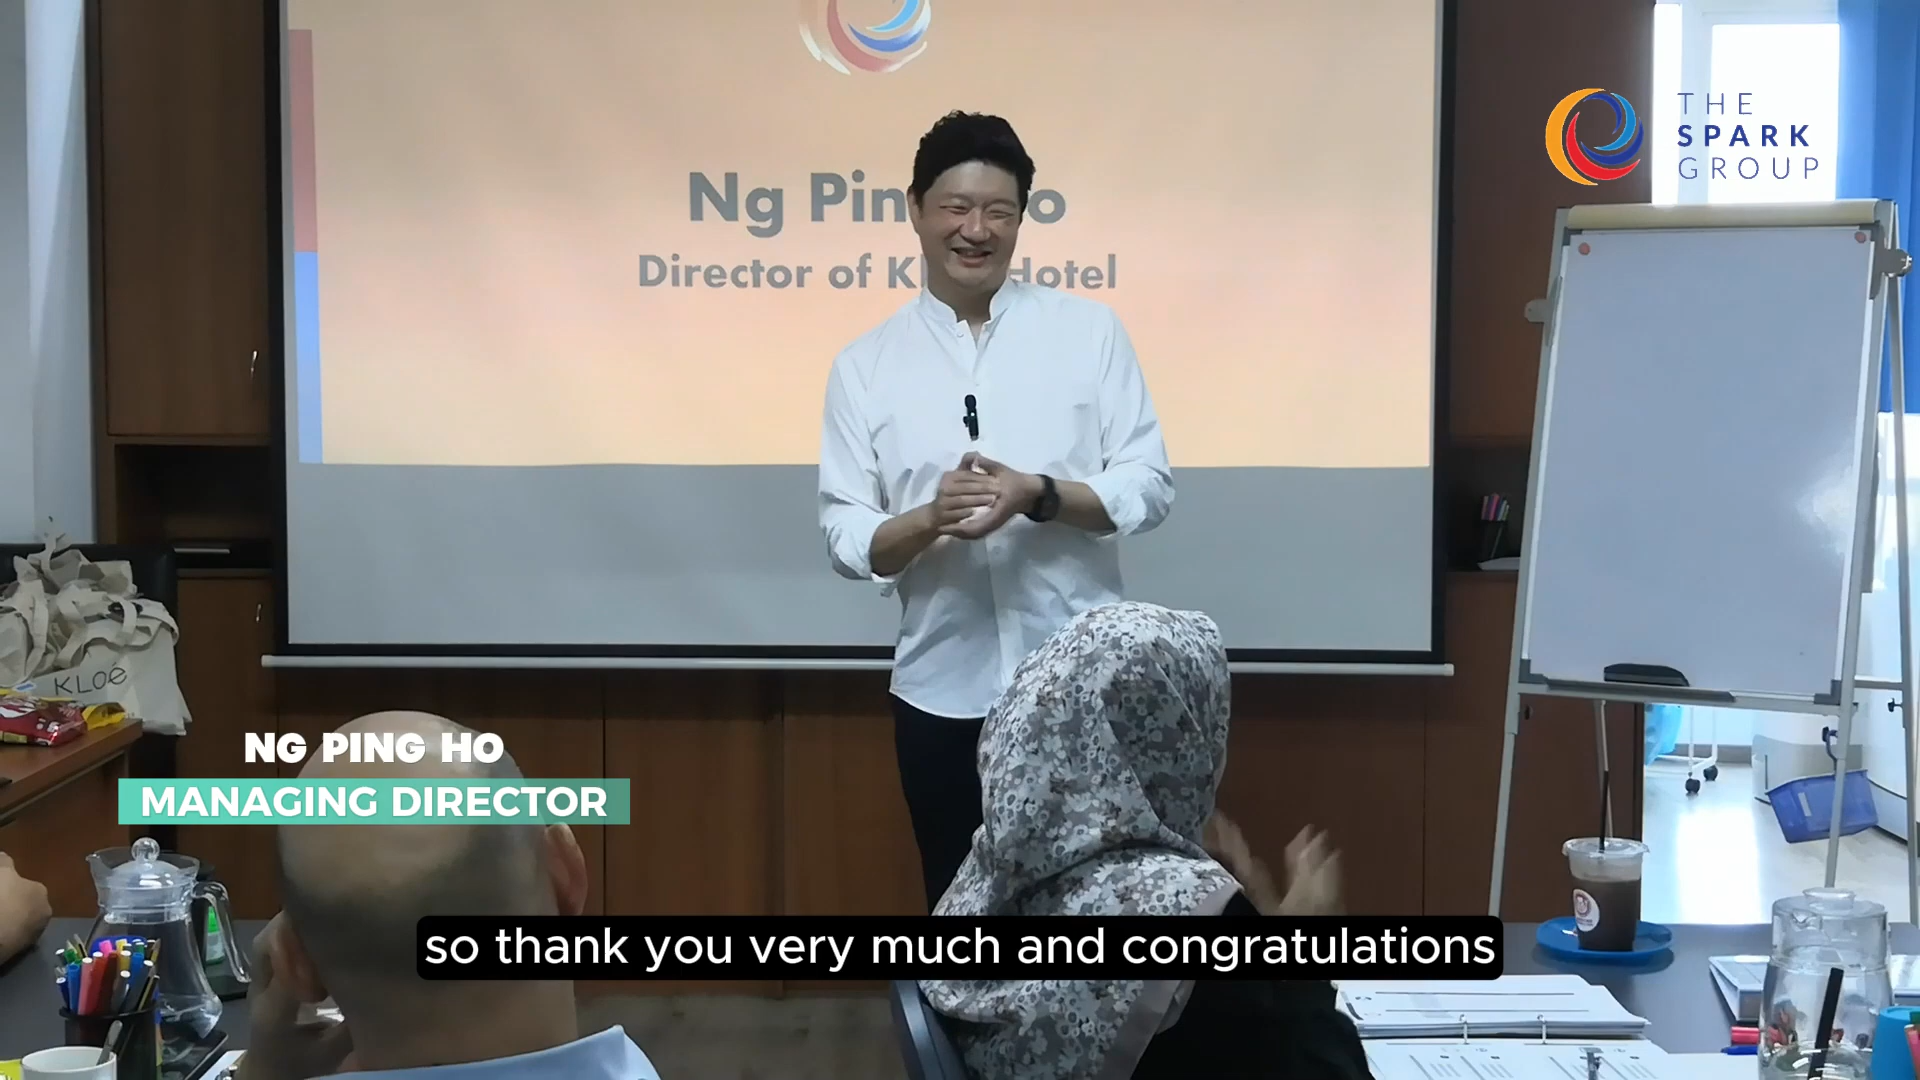 THE
SPARK
GROUP
Ng Pin
Director of Hotel
KLOÉ
NG PING HO
MANAGING DIRECTOR
so thank you very much and congratulations